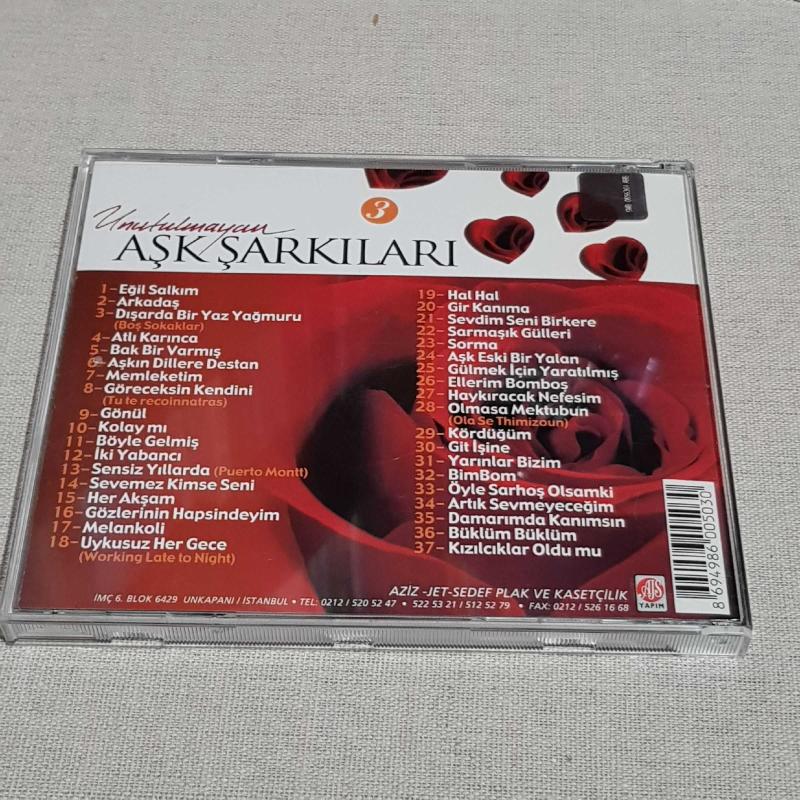 Unutulmayan
3
AŞK ŞARKILARI
1- Eğil Salkım
2- Arkadaş
3- Dışarda Bir Yaz Yağmuru
(Boş Sokaklar)
4- Atlı Karınca
5- Bak Bir Varmış
6- Aşkın Dillere Destan
7- Memleketim
8- Göreceksin Kendini
(Tu te recoinnatras)
9- Gönül
10- Kolay mı
11- Böyle Gelmiş
12- İki Yabancı
13- Sensiz Yıllarda (Puerto Montt)
14- Sevemez Kimse Seni
15- Her Akşam
16- Gözlerinin Hapsindeyim
17- Melankoli
18- Uykusuz Her Gece
(Working Late to Night)
19- Hal Hal
20- Gir Kanıma
21- Sevdim Seni Birkere
22- Sarmaşık Gülleri
23- Sorma
24- Aşk Eski Bir Yalan
25- Gülmek İçin Yaratılmış
26- Ellerim Bomboş
27- Haykıracak Nefesim
28- Olmasa Mektubun
(Ola Se Thimizoun)
29- Kördüğüm
30- Git İşine
31- Yarınlar Bizim
32- BimBom
33- Öyle Sarhoş Olsamki
34- Artık Sevmeyeceğim
35- Damarımda Kanımsın
36- Büklüm Büklüm
37- Kızılcıklar Oldu mu
AZİZ -JET-SEDEF PLAK VE KASETÇİLİK
İMÇ 6. BLOK 6429 UNKAPANI / İSTANBUL • TEL: 0212 / 520 52 47 • 522 53 21 / 512 52 79 • FAX: 0212 / 526 16 68
AJS
YAPIM
8 694986 005030